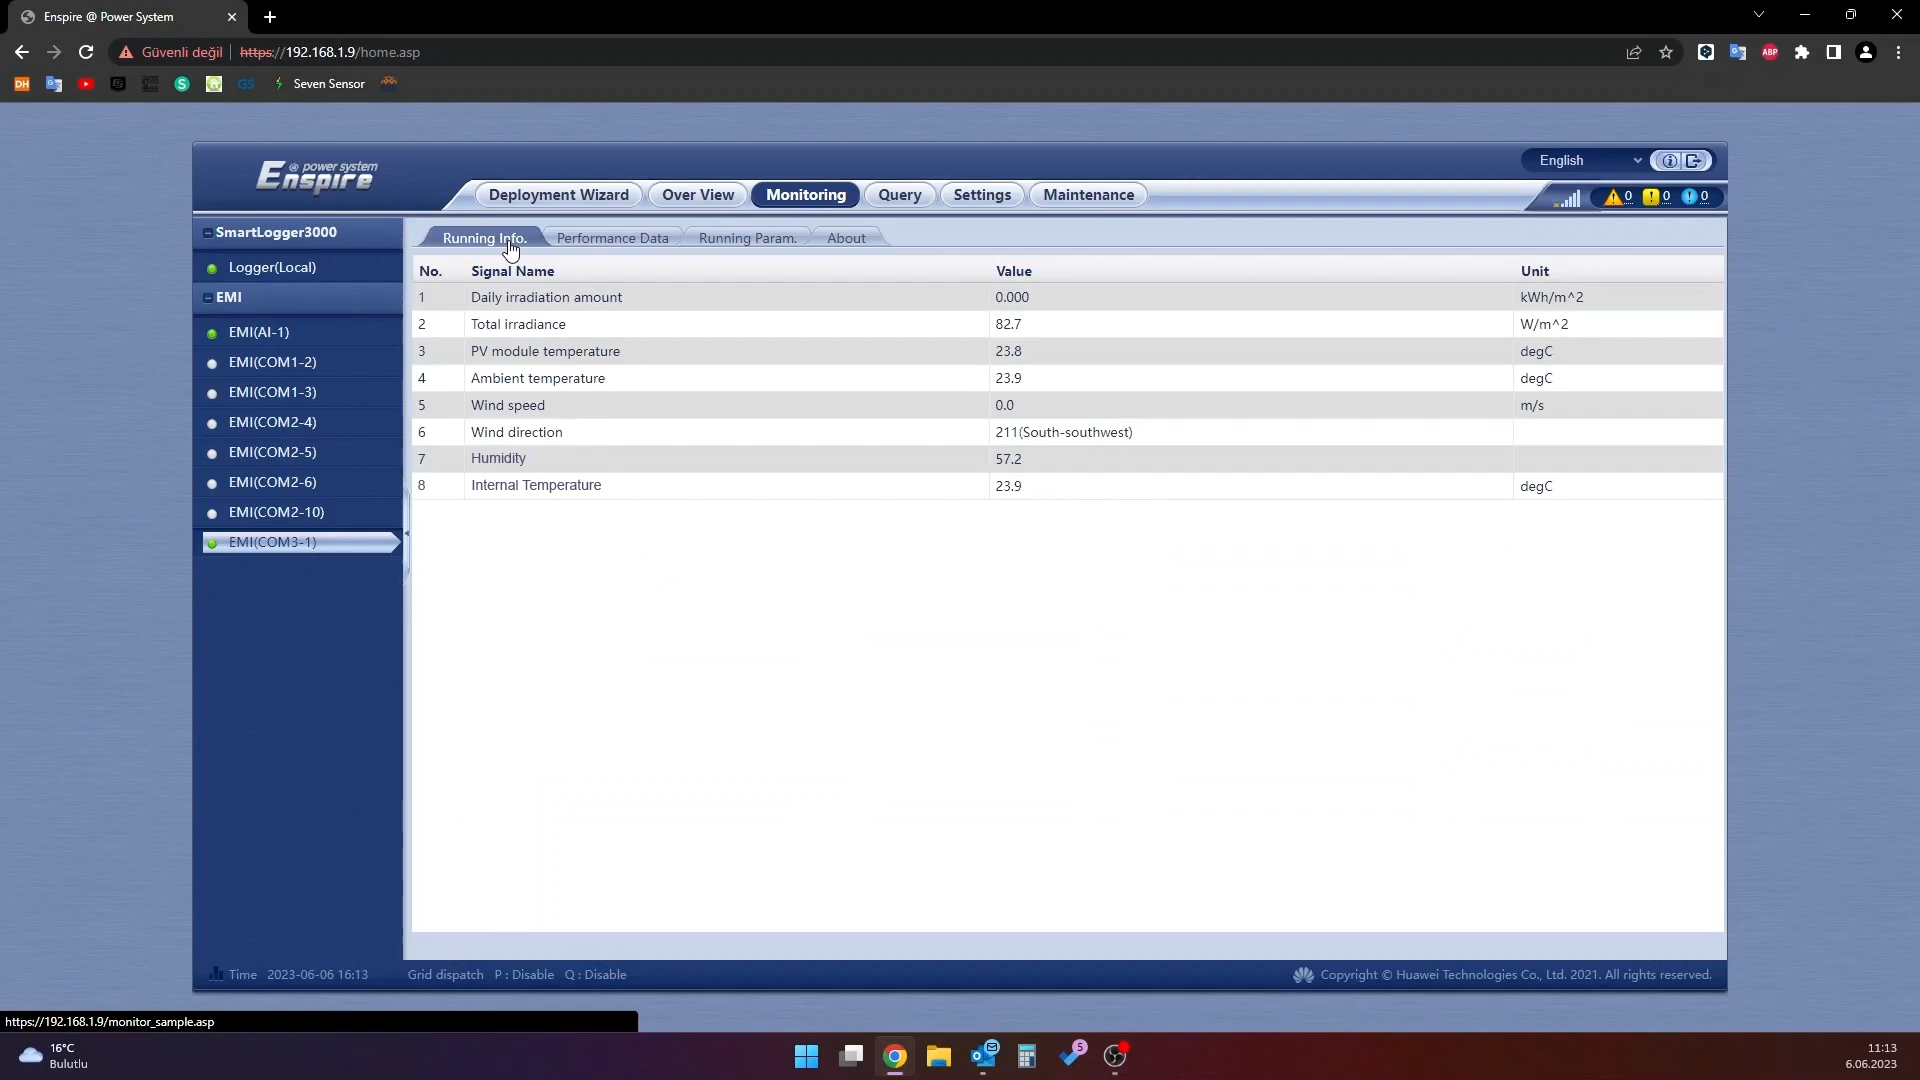 Enspire @ Power System
Güvenli değil https://192.168.1.9/home.asp
ABP
DH
S
GS
Seven Sensor
Enspire @ power system
English
Deployment Wizard Over View Monitoring Query Settings Maintenance
0 0 0
SmartLogger3000
Logger(Local)
EMI
EMI(AI-1)
EMI(COM1-2)
EMI(COM1-3)
EMI(COM2-4)
EMI(COM2-5)
EMI(COM2-6)
EMI(COM2-10)
EMI(COM3-1)
Running Info. Performance Data Running Param. About
No. Signal Name Value Unit
1 Daily irradiation amount 0.000 kWh/m^2
2 Total irradiance 82.7 W/m^2
3 PV module temperature 23.8 degC
4 Ambient temperature 23.9 degC
5 Wind speed 0.0 m/s
6 Wind direction 211(South-southwest)
7 Humidity 57.2
8 Internal Temperature 23.9 degC
Time 2023-06-06 16:13 Grid dispatch P : Disable Q : Disable Copyright © Huawei Technologies Co., Ltd. 2021. All rights reserved.
https://192.168.1.9/monitor_sample.asp
16°C
Bulutlu
5
11:13
6.06.2023